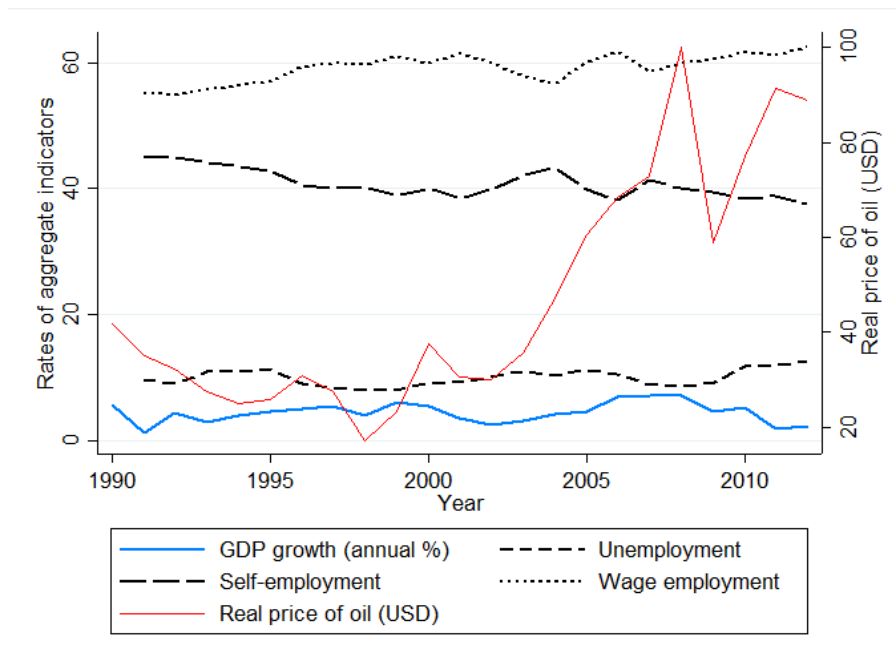 Rates of aggregate indicators
60
40
20
0
Real price of oil (USD)
100
80
60
40
20
1990
1995
2000
2005
2010
Year
GDP growth (annual %)
Unemployment
Self-employment
Wage employment
Real price of oil (USD)